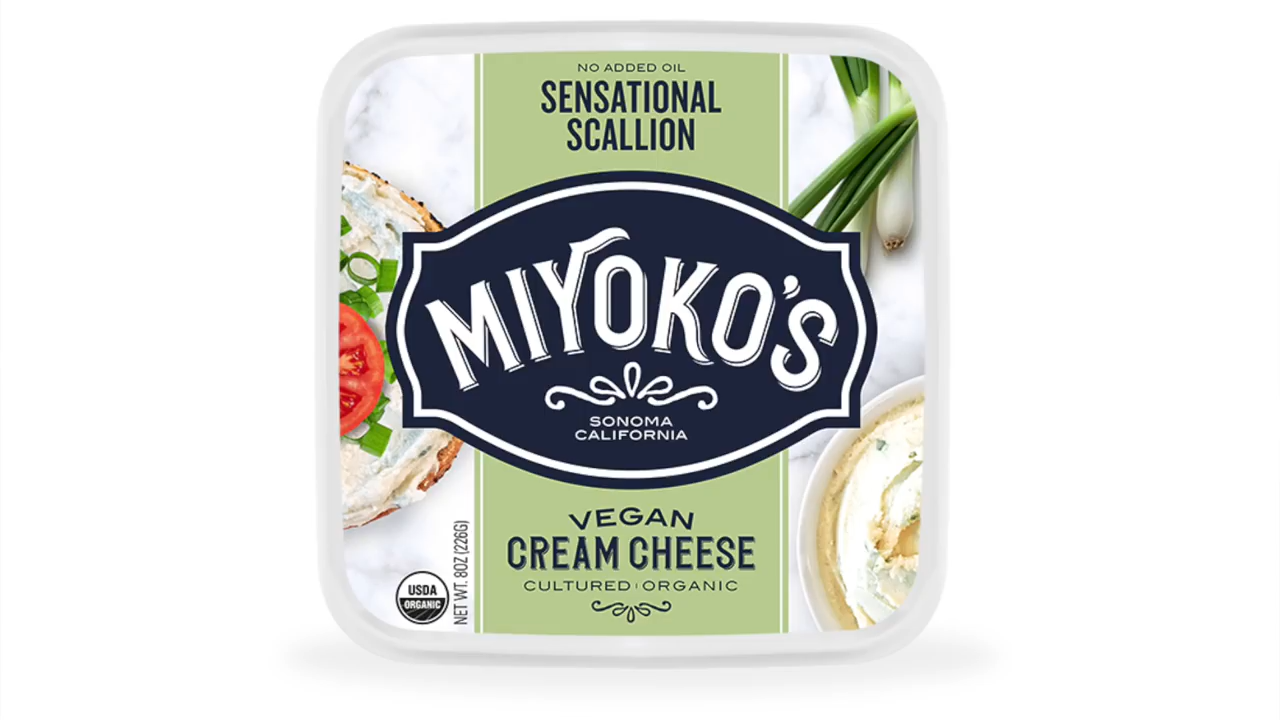 NO ADDED OIL
SENSATIONAL
SCALLION
MIYOKO'S
SONOMA
CALIFORNIA
VEGAN
CREAM CHEESE
CULTURED ORGANIC
USDA
ORGANIC
NET WT. 8OZ (226G)